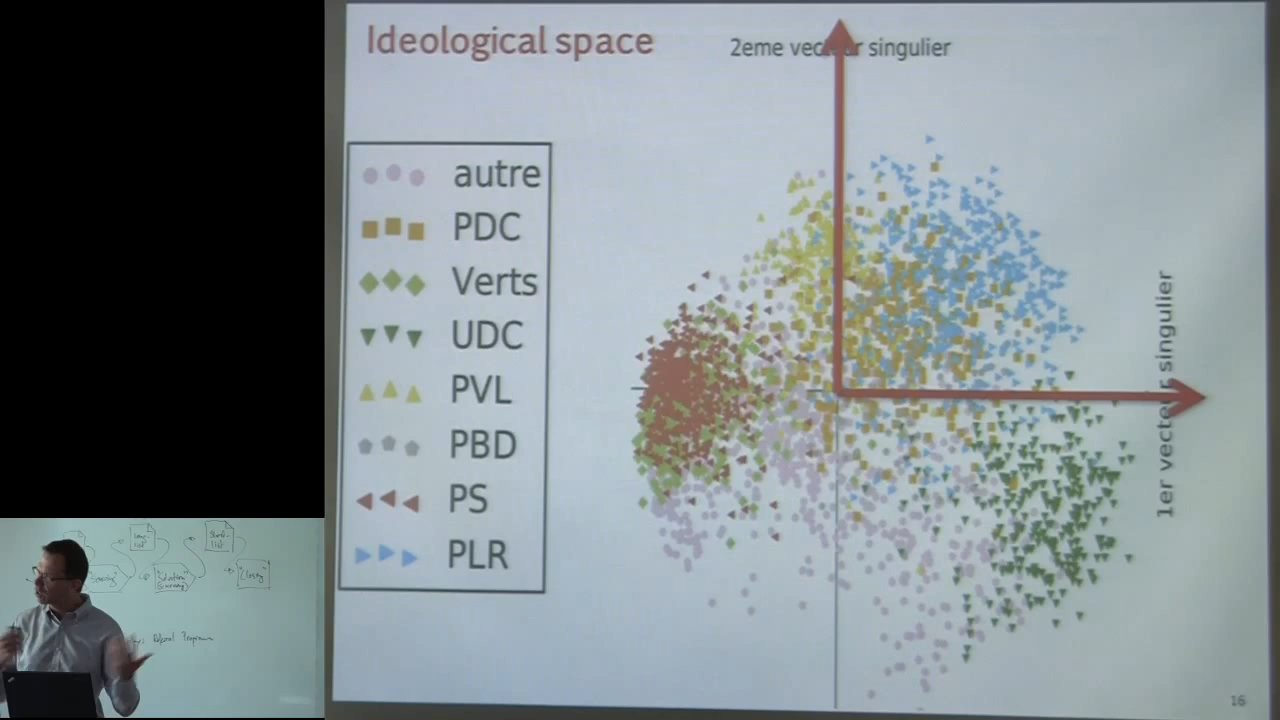 Ideological space
2eme vecteur singulier
autre
PDC
Verts
UDC
PVL
PBD
PS
PLR
1er vecteur singulier
16